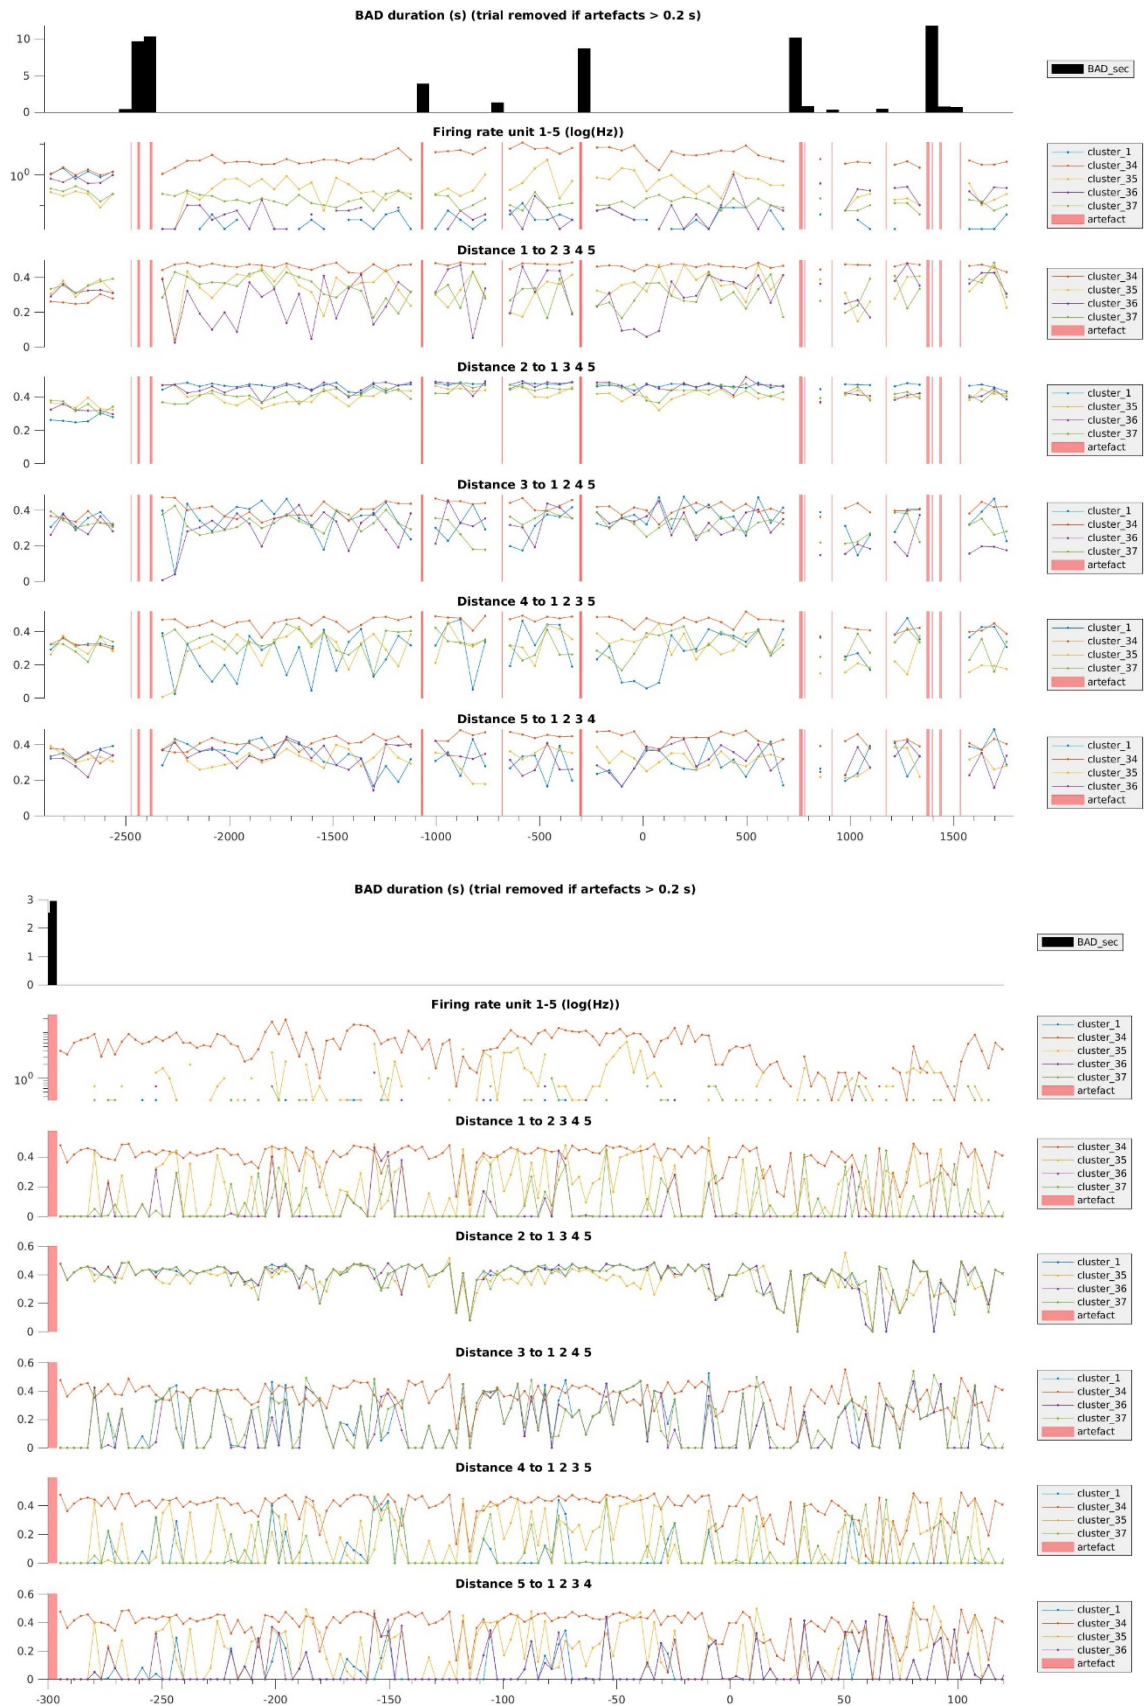 BAD duration (s) (trial removed if artefacts > 0.2 s)
10
5
0
BAD_sec
Firing rate unit 1-5 (log(Hz))
10^0
cluster_1
cluster_34
cluster_35
cluster_36
cluster_37
artefact
Distance 1 to 2 3 4 5
0.4
0.2
0
cluster_34
cluster_35
cluster_36
cluster_37
artefact
Distance 2 to 1 3 4 5
0.4
0.2
0
cluster_1
cluster_35
cluster_36
cluster_37
artefact
Distance 3 to 1 2 4 5
0.4
0.2
0
cluster_1
cluster_34
cluster_36
cluster_37
artefact
Distance 4 to 1 2 3 5
0.4
0.2
0
cluster_1
cluster_34
cluster_35
cluster_37
artefact
Distance 5 to 1 2 3 4
0.4
0.2
0
cluster_1
cluster_34
cluster_35
cluster_36
artefact
-2500 -2000 -1500 -1000 -500 0 500 1000 1500
BAD duration (s) (trial removed if artefacts > 0.2 s)
3
2
1
0
BAD_sec
Firing rate unit 1-5 (log(Hz))
10^0
cluster_1
cluster_34
cluster_35
cluster_36
cluster_37
artefact
Distance 1 to 2 3 4 5
0.4
0.2
0
cluster_34
cluster_35
cluster_36
cluster_37
artefact
Distance 2 to 1 3 4 5
0.6
0.4
0.2
0
cluster_1
cluster_35
cluster_36
cluster_37
artefact
Distance 3 to 1 2 4 5
0.6
0.4
0.2
0
cluster_1
cluster_34
cluster_36
cluster_37
artefact
Distance 4 to 1 2 3 5
0.4
0.2
0
cluster_1
cluster_34
cluster_35
cluster_37
artefact
Distance 5 to 1 2 3 4
0.6
0.4
0.2
0
cluster_1
cluster_34
cluster_35
cluster_36
artefact
-300 -250 -200 -150 -100 -50 0 50 100